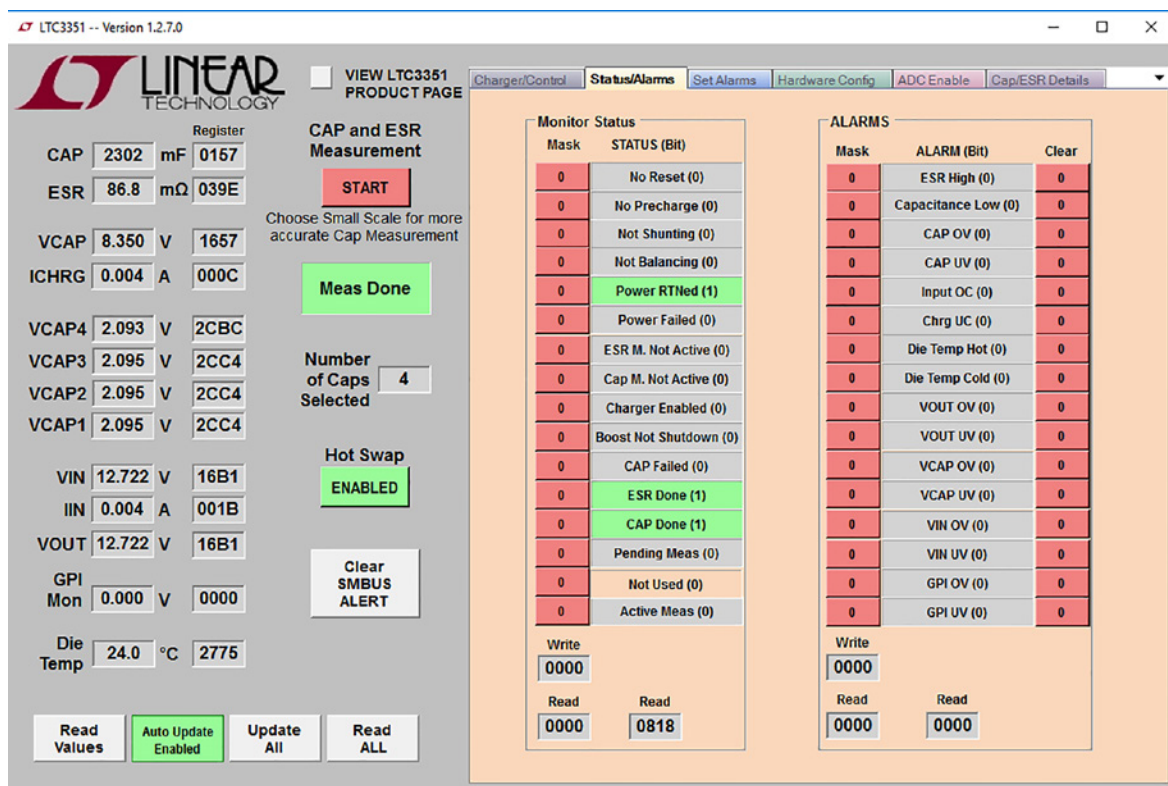 LTC3351 -- Version 1.2.7.0
LINEAR
TECHNOLOGY
VIEW LTC3351
PRODUCT PAGE
Register
CAP 2302 mF 0157
ESR 86.8 mΩ 039E
VCAP 8.350 V 1657
ICHRG 0.004 A 000C
VCAP4 2.093 V 2CBC
VCAP3 2.095 V 2CC4
VCAP2 2.095 V 2CC4
VCAP1 2.095 V 2CC4
VIN 12.722 V 16B1
IIN 0.004 A 001B
VOUT 12.722 V 16B1
GPI
Mon 0.000 V 0000
Die
Temp 24.0 °C 2775
CAP and ESR
Measurement
START
Choose Small Scale for more
accurate Cap Measurement
Meas Done
Number
of Caps 4
Selected
Hot Swap
ENABLED
Clear
SMBUS
ALERT
Read
Values
Auto Update
Enabled
Update
All
Read
ALL
Charger/Control Status/Alarms Set Alarms Hardware Config ADC Enable Cap/ESR Details
Monitor Status
Mask STATUS (Bit)
0 No Reset (0)
0 No Precharge (0)
0 Not Shunting (0)
0 Not Balancing (0)
0 Power RTNed (1)
0 Power Failed (0)
0 ESR M. Not Active (0)
0 Cap M. Not Active (0)
0 Charger Enabled (0)
0 Boost Not Shutdown (0)
0 CAP Failed (0)
0 ESR Done (1)
0 CAP Done (1)
0 Pending Meas (0)
0 Not Used (0)
0 Active Meas (0)
Write
0000
Read Read
0000 0818
ALARMS
Mask ALARM (Bit) Clear
0 ESR High (0) 0
0 Capacitance Low (0) 0
0 CAP OV (0) 0
0 CAP UV (0) 0
0 Input OC (0) 0
0 Chrg UC (0) 0
0 Die Temp Hot (0) 0
0 Die Temp Cold (0) 0
0 VOUT OV (0) 0
0 VOUT UV (0) 0
0 VCAP OV (0) 0
0 VCAP UV (0) 0
0 VIN OV (0) 0
0 VIN UV (0) 0
0 GPI OV (0) 0
0 GPI UV (0) 0
Write
0000
Read Read
0000 0000